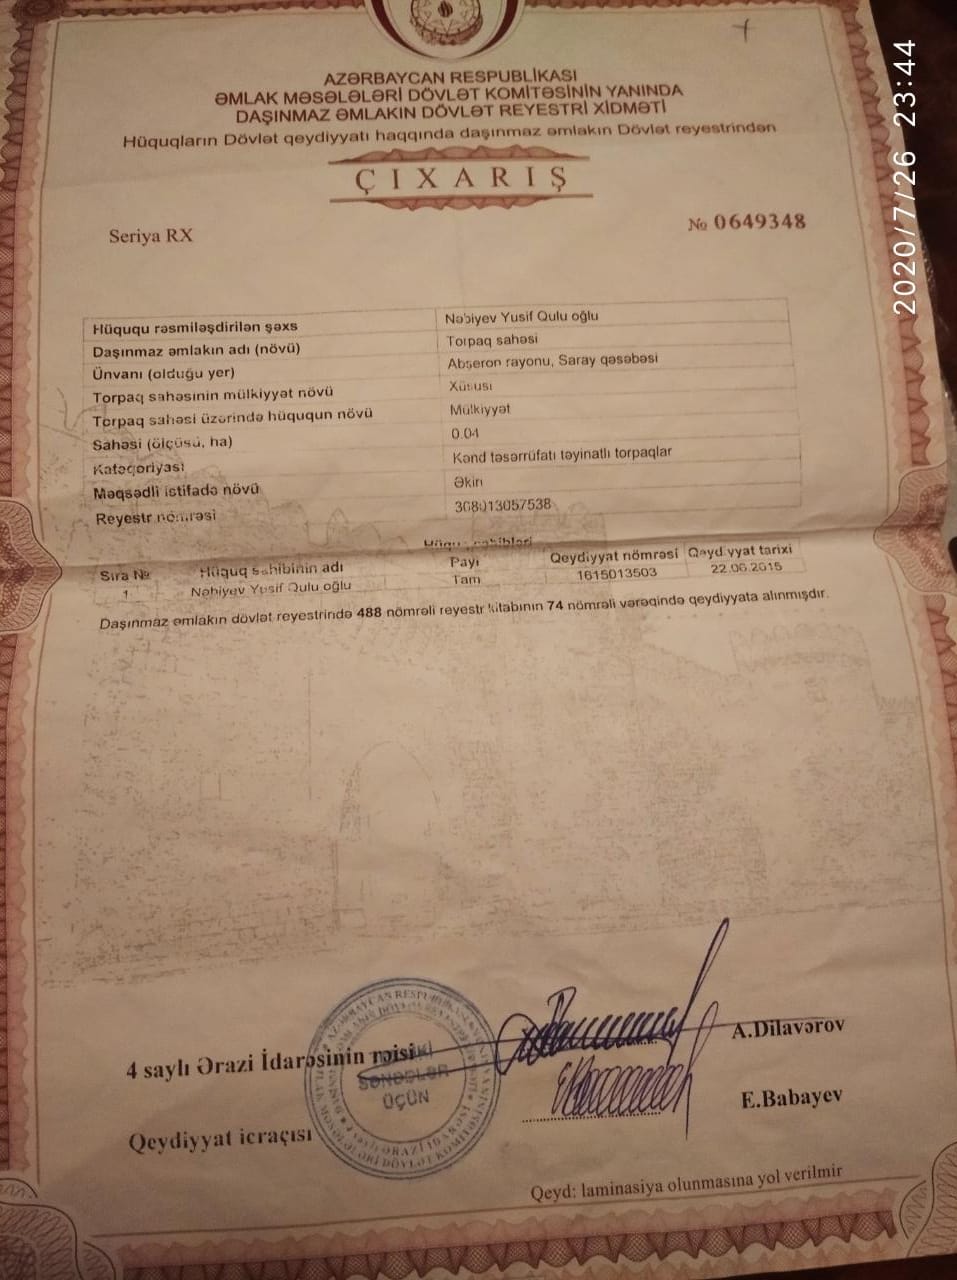 AZƏRBAYCAN RESPUBLİKASI
ƏMLAK MƏSƏLƏLƏRİ DÖVLƏT KOMİTƏSİNİN YANINDA
DAŞINMAZ ƏMLAKIN DÖVLƏT REYESTRİ XİDMƏTİ
Hüquqların Dövlət qeydiyyatı haqqında daşınmaz əmlakın Dövlət reyestrindən
ÇIXARIŞ
Seriya RX № 0649348
Hüququ rəsmiləşdirilən şəxs Nəbiyev Yusif Qulu oğlu
Daşınmaz əmlakın adı (növü) Torpaq sahəsi
Ünvanı (olduğu yer) Abşeron rayonu, Saray qəsəbəsi
Torpaq sahəsinin mülkiyyət növü Xüsusi
Torpaq sahəsi üzərində hüququn növü Mülkiyyət
Sahəsi (ölçüsü, ha) 0.04
Kateqoriyası Kənd təsərrüfatı təyinatlı torpaqlar
Məqsədli istifadə növü Əkin
Reyestr nömrəsi 308013057538
Hüquq sahibləri
Sıra № Hüquq sahibinin adı Payı Qeydiyyat nömrəsi Qeydiyyat tarixi
1 Nəbiyev Yusif Qulu oğlu Tam 1615013503 22.06.2015
Daşınmaz əmlakın dövlət reyestrində 488 nömrəli reyestr kitabının 74 nömrəli vərəqində qeydiyyata alınmışdır.
4 saylı Ərazi İdarəsinin rəisi A.Dilavərov
SƏNƏDLƏR
ÜÇÜN
Qeydiyyat icraçısı E.Babayev
Qeyd: laminasiya olunmasına yol verilmir
2020/7/26 23:44